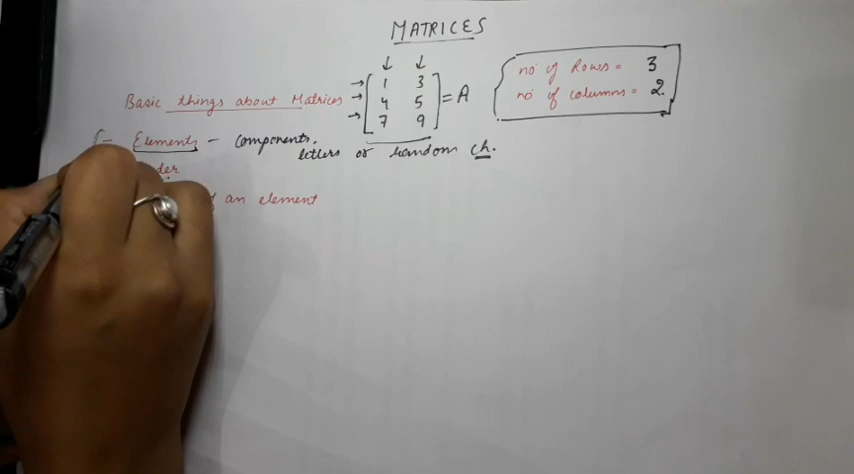 MATRICES
↓ ↓
no of Rows = 3
no of columns = 2
Basic things about Matrices → [ 1 3
→ 4 5 ] = A
→ 7 9
Elements - components.
letters or random ch.
an element